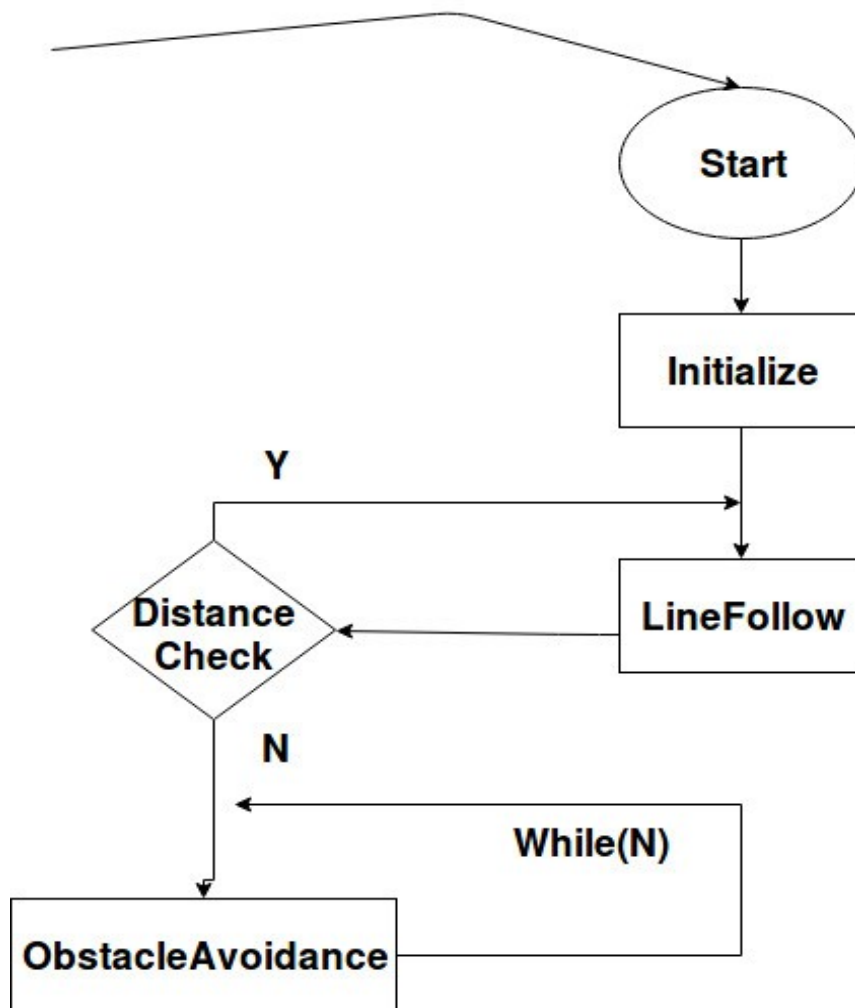 Start
Initialize
Y
Distance
Check
LineFollow
N
While(N)
ObstacleAvoidance